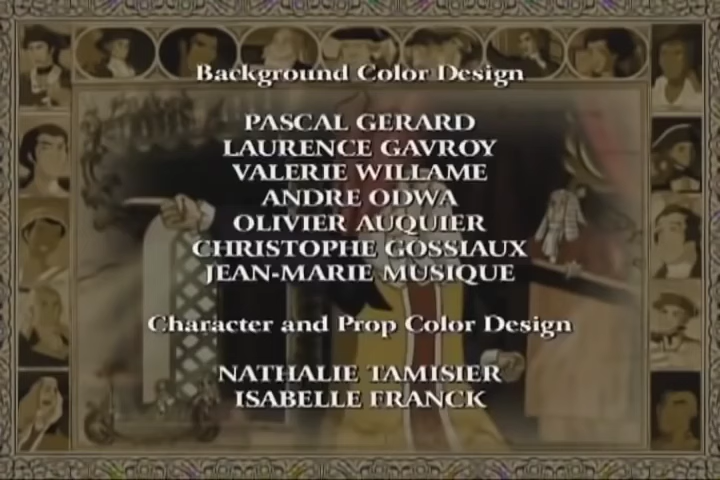 Background Color Design
PASCAL GERARD
LAURENCE GAVROY
VALERIE WILLAME
ANDRE ODWA
OLIVIER AUQUIER
CHRISTOPHE GOSSIAUX
JEAN-MARIE MUSIQUE
Character and Prop Color Design
NATHALIE TAMISIER
ISABELLE FRANCK